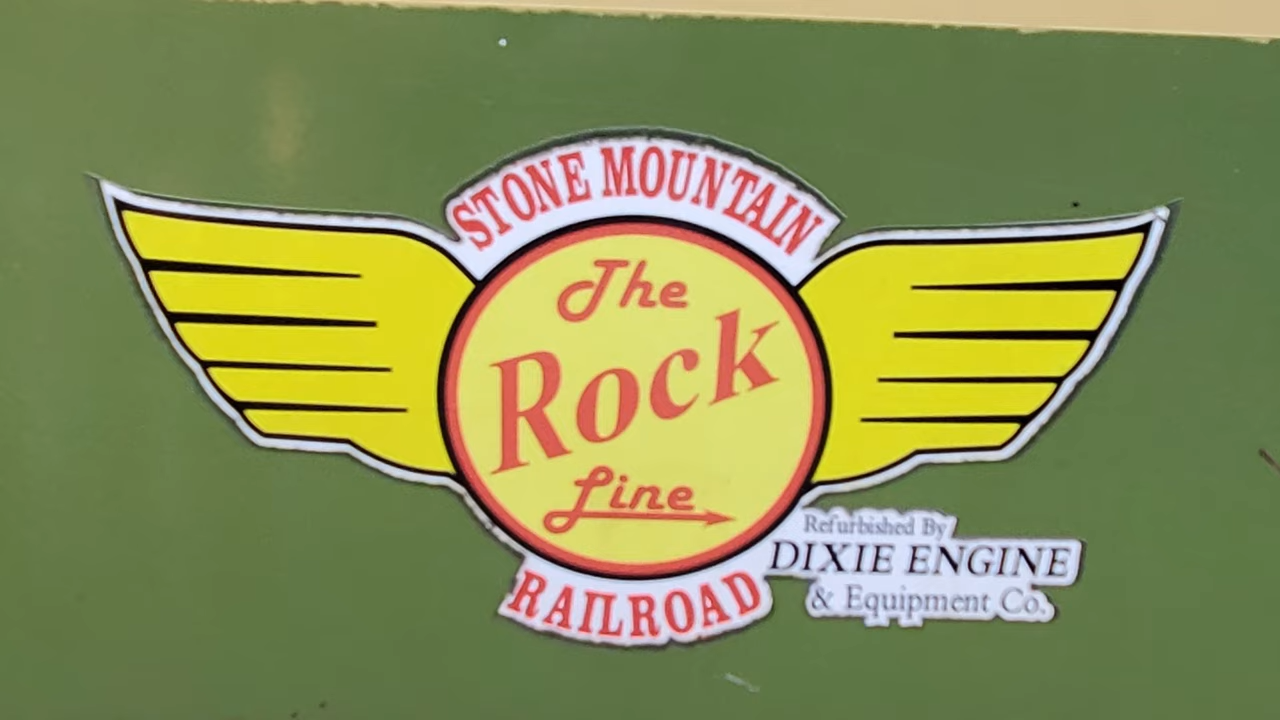 STONE MOUNTAIN
The
Rock
Line
RAILROAD
Refurbished By
DIXIE ENGINE
& Equipment Co.